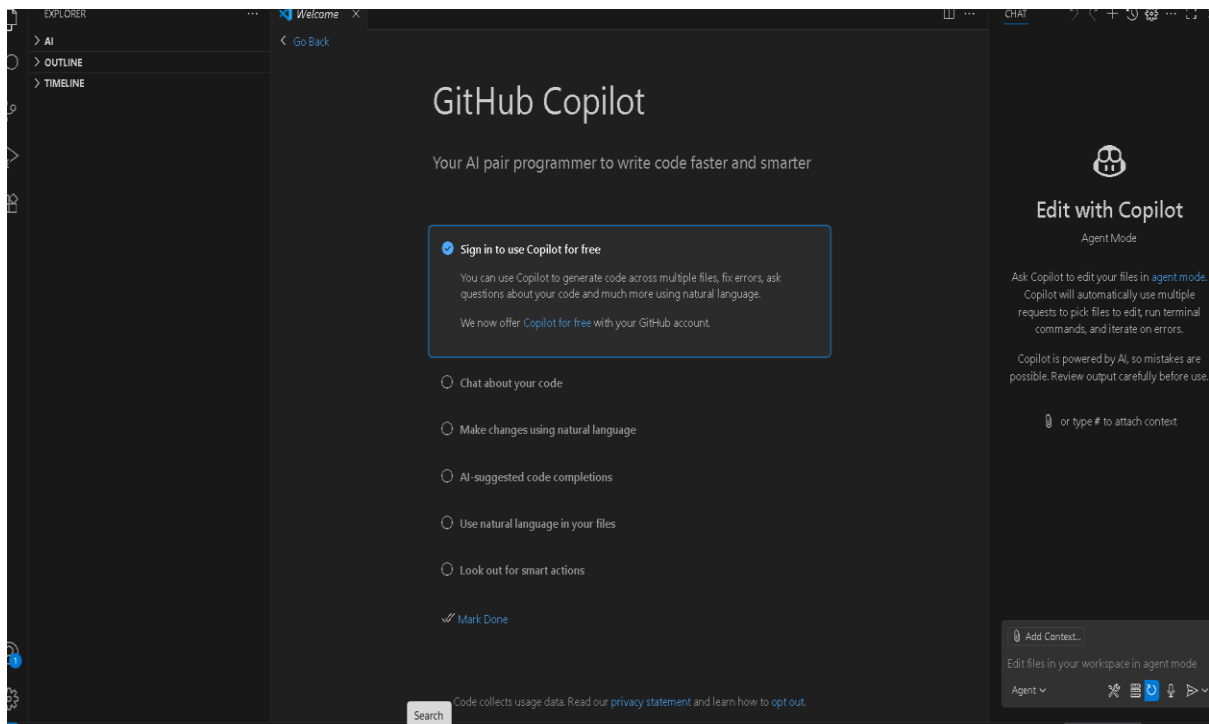 EXPLORER
AI
OUTLINE
TIMELINE
Welcome
Go Back
GitHub Copilot
Your AI pair programmer to write code faster and smarter
Sign in to use Copilot for free
You can use Copilot to generate code across multiple files, fix errors, ask
questions about your code and much more using natural language.
We now offer Copilot for free with your GitHub account.
Chat about your code
Make changes using natural language
AI-suggested code completions
Use natural language in your files
Look out for smart actions
Mark Done
Code collects usage data. Read our privacy statement and learn how to opt out.
Search
CHAT
Edit with Copilot
Agent Mode
Ask Copilot to edit your files in agent mode.
Copilot will automatically use multiple
requests to pick files to edit, run terminal
commands, and iterate on errors.
Copilot is powered by AI, so mistakes are
possible. Review output carefully before use.
or type # to attach context
Add Context...
Edit files in your workspace in agent mode
Agent
1